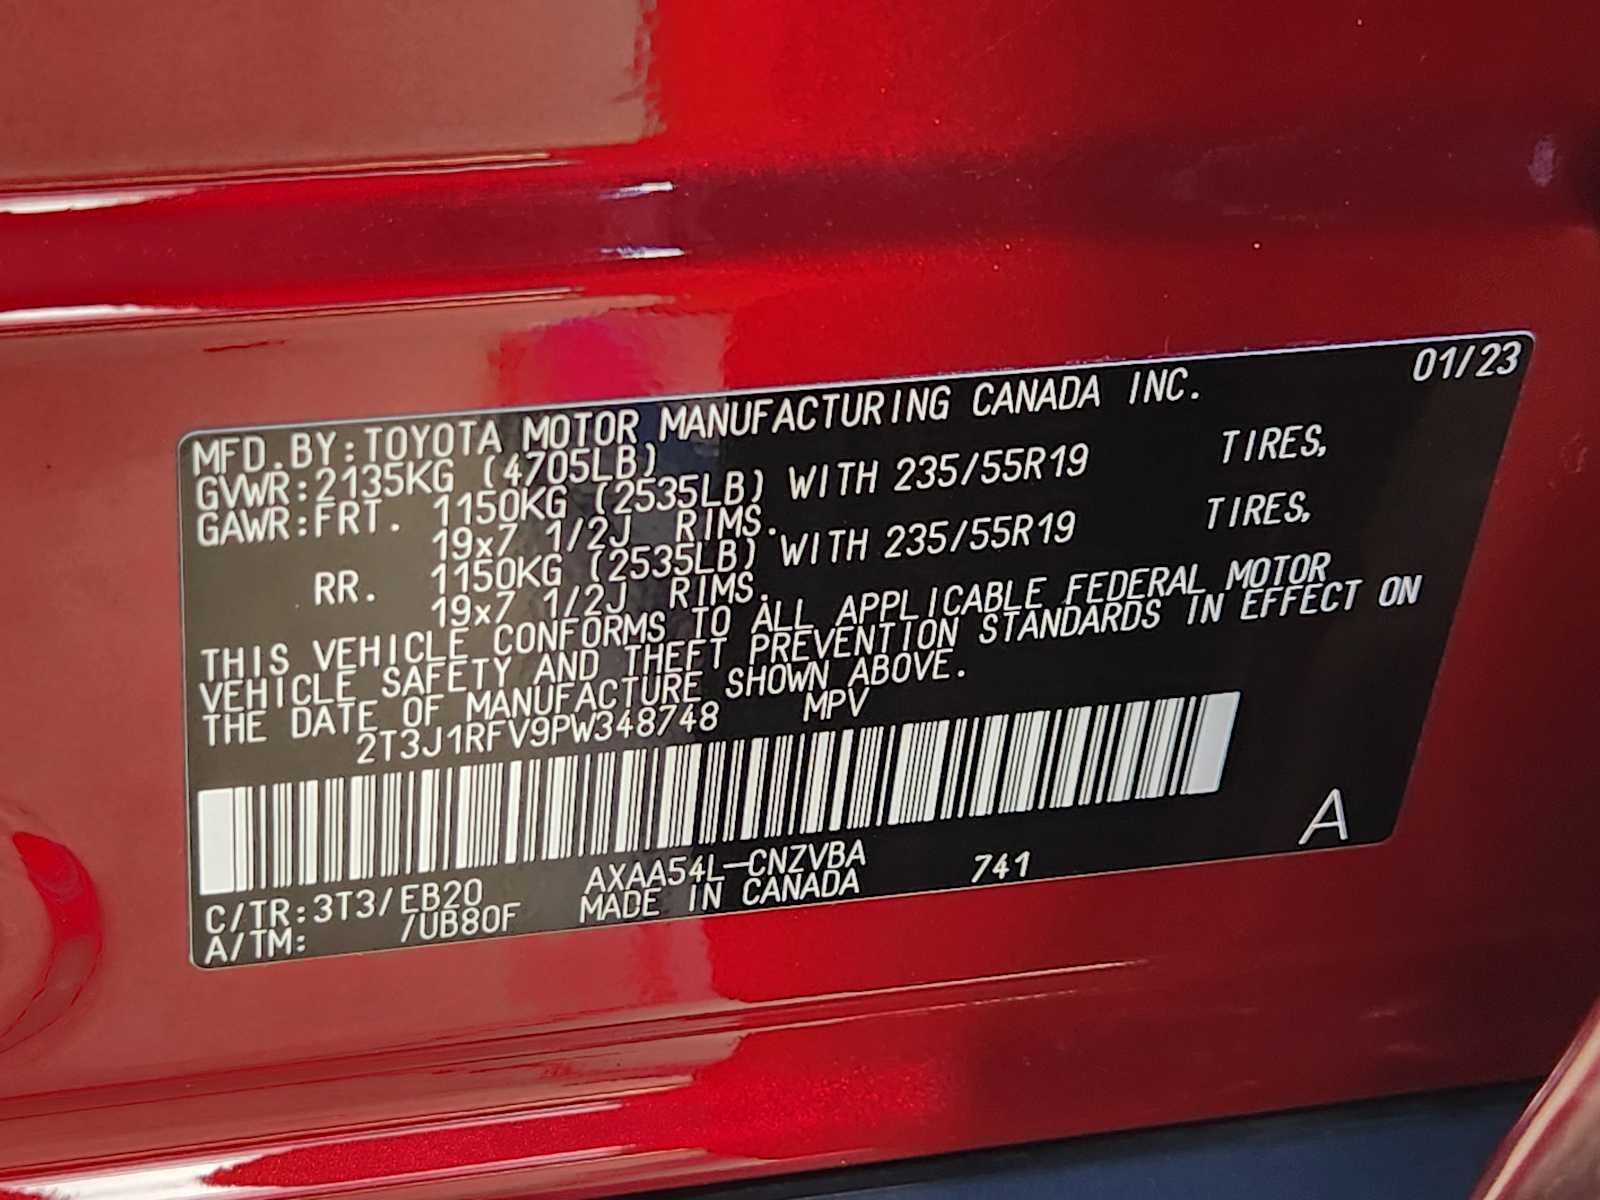 01/23
MFD.BY:TOYOTA MOTOR MANUFACTURING CANADA INC.
GVWR:2135KG (4705LB)
GAWR:FRT. 1150KG (2535LB) WITH 235/55R19 TIRES,
19x7 1/2J RIMS.
RR. 1150KG (2535LB) WITH 235/55R19 TIRES,
19x7 1/2J RIMS.
THIS VEHICLE CONFORMS TO ALL APPLICABLE FEDERAL MOTOR
VEHICLE SAFETY AND THEFT PREVENTION STANDARDS IN EFFECT ON
THE DATE OF MANUFACTURE SHOWN ABOVE.
2T3J1RFV9PW348748 MPV
A
C/TR:3T3/EB20 AXAA54L-CNZVBA 741
A/TM: /UB80F MADE IN CANADA